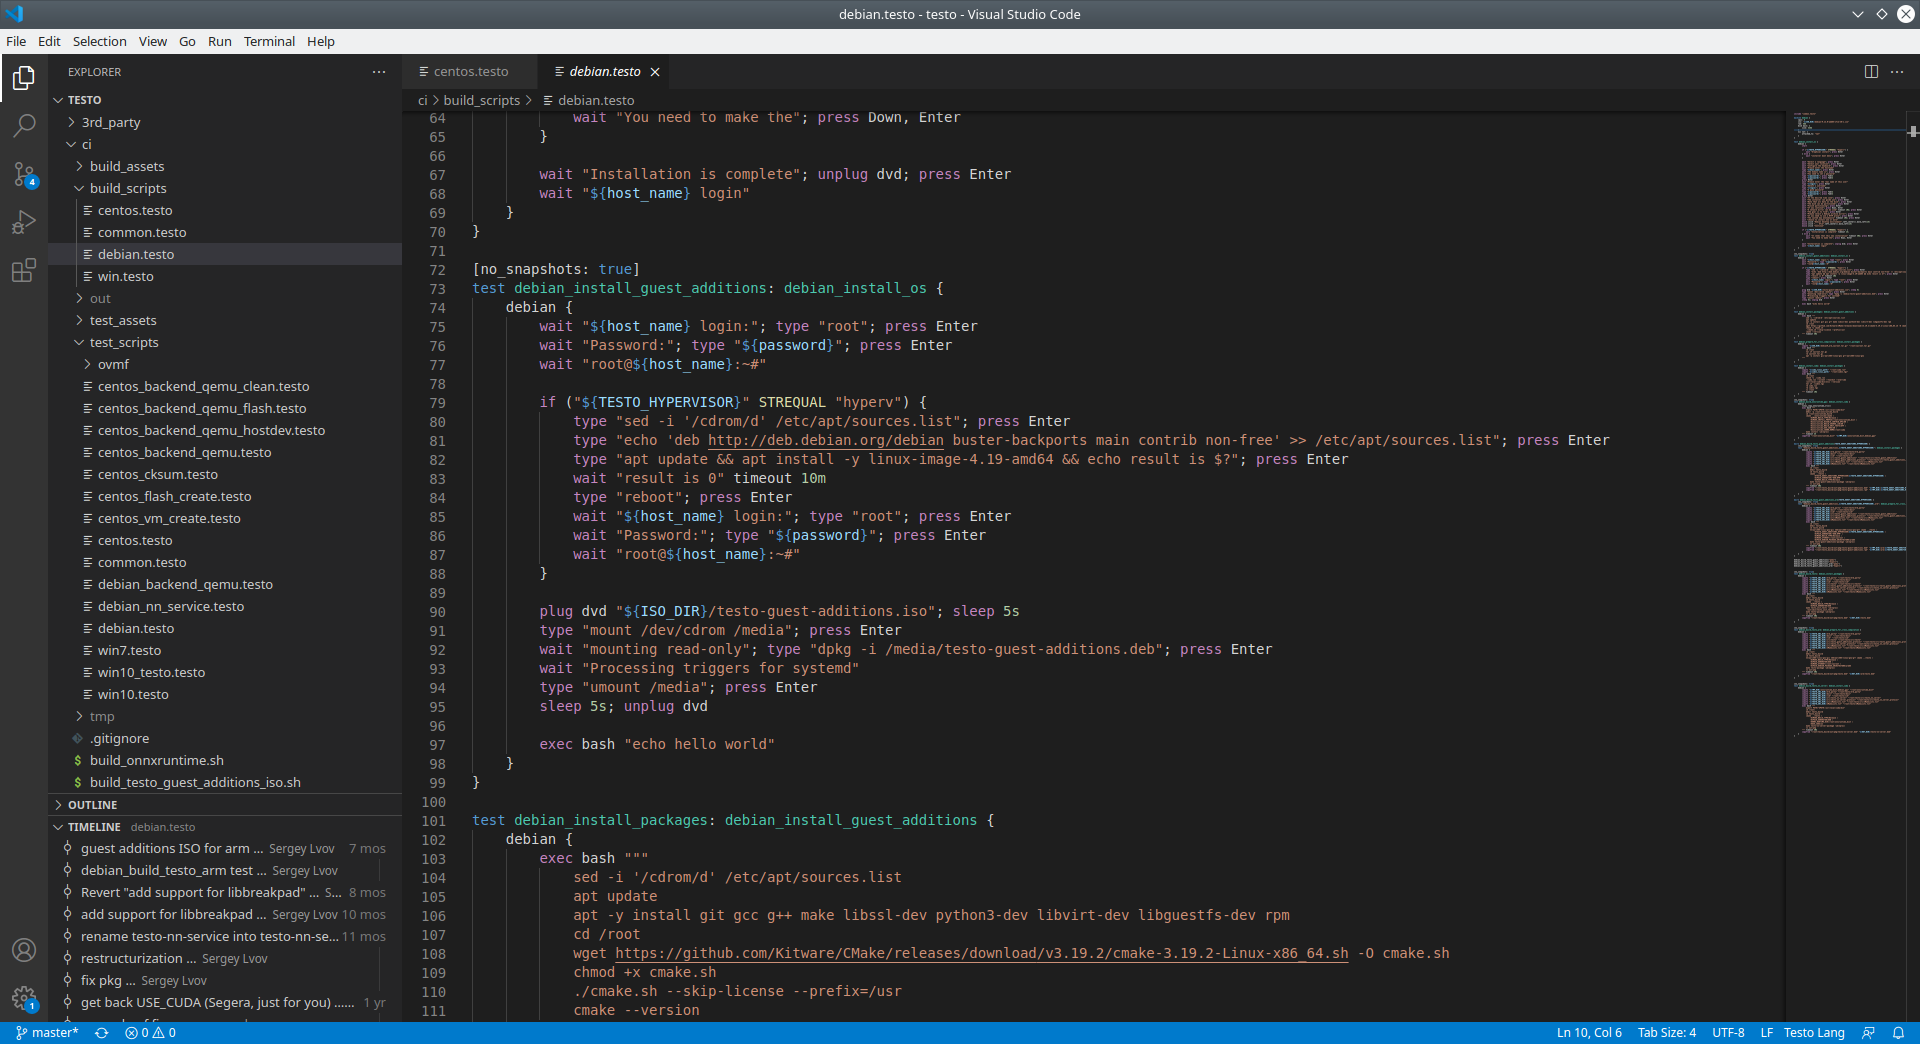 debian.testo - testo - Visual Studio Code
File Edit Selection View Go Run Terminal Help
EXPLORER
TESTO
3rd_party
ci
build_assets
build_scripts
centos.testo
common.testo
debian.testo
win.testo
out
test_assets
test_scripts
ovmf
centos_backend_qemu_clean.testo
centos_backend_qemu_flash.testo
centos_backend_qemu_hostdev.testo
centos_backend_qemu.testo
centos_cksum.testo
centos_flash_create.testo
centos_vm_create.testo
centos.testo
common.testo
debian_backend_qemu.testo
debian_nn_service.testo
debian.testo
win7.testo
win10_testo.testo
win10.testo
tmp
.gitignore
$ build_onnxruntime.sh
$ build_testo_guest_additions_iso.sh
OUTLINE
TIMELINE debian.testo
guest additions ISO for arm ... Sergey Lvov 7 mos
debian_build_testo_arm test ... Sergey Lvov
Revert "add support for libbreakpad" ... S... 8 mos
add support for libbreakpad ... Sergey Lvov 10 mos
rename testo-nn-service into testo-nn-se... 11 mos
restructurization ... Sergey Lvov
fix pkg ... Sergey Lvov
get back USE_CUDA (Segera, just for you) ...... 1 yr
4
1
centos.testo debian.testo
ci > build_scripts > debian.testo
64 wait "You need to make the"; press Down, Enter
65 }
66
67 wait "Installation is complete"; unplug dvd; press Enter
68 wait "${host_name} login"
69 }
70 }
71
72 [no_snapshots: true]
73 test debian_install_guest_additions: debian_install_os {
74 debian {
75 wait "${host_name} login:"; type "root"; press Enter
76 wait "Password:"; type "${password}"; press Enter
77 wait "root@${host_name}:~#"
78
79 if ("${TESTO_HYPERVISOR}" STREQUAL "hyperv") {
80 type "sed -i '/cdrom/d' /etc/apt/sources.list"; press Enter
81 type "echo 'deb http://deb.debian.org/debian buster-backports main contrib non-free' >> /etc/apt/sources.list"; press Enter
82 type "apt update && apt install -y linux-image-4.19-amd64 && echo result is $?"; press Enter
83 wait "result is 0" timeout 10m
84 type "reboot"; press Enter
85 wait "${host_name} login:"; type "root"; press Enter
86 wait "Password:"; type "${password}"; press Enter
87 wait "root@${host_name}:~#"
88 }
89
90 plug dvd "${ISO_DIR}/testo-guest-additions.iso"; sleep 5s
91 type "mount /dev/cdrom /media"; press Enter
92 wait "mounting read-only"; type "dpkg -i /media/testo-guest-additions.deb"; press Enter
93 wait "Processing triggers for systemd"
94 type "umount /media"; press Enter
95 sleep 5s; unplug dvd
96
97 exec bash "echo hello world"
98 }
99 }
100
101 test debian_install_packages: debian_install_guest_additions {
102 debian {
103 exec bash """
104 sed -i '/cdrom/d' /etc/apt/sources.list
105 apt update
106 apt -y install git gcc g++ make libssl-dev python3-dev libvirt-dev libguestfs-dev rpm
107 cd /root
108 wget https://github.com/Kitware/CMake/releases/download/v3.19.2/cmake-3.19.2-Linux-x86_64.sh -O cmake.sh
109 chmod +x cmake.sh
110 ./cmake.sh --skip-license --prefix=/usr
111 cmake --version
master* 0 0 Ln 10, Col 6 Tab Size: 4 UTF-8 LF Testo Lang